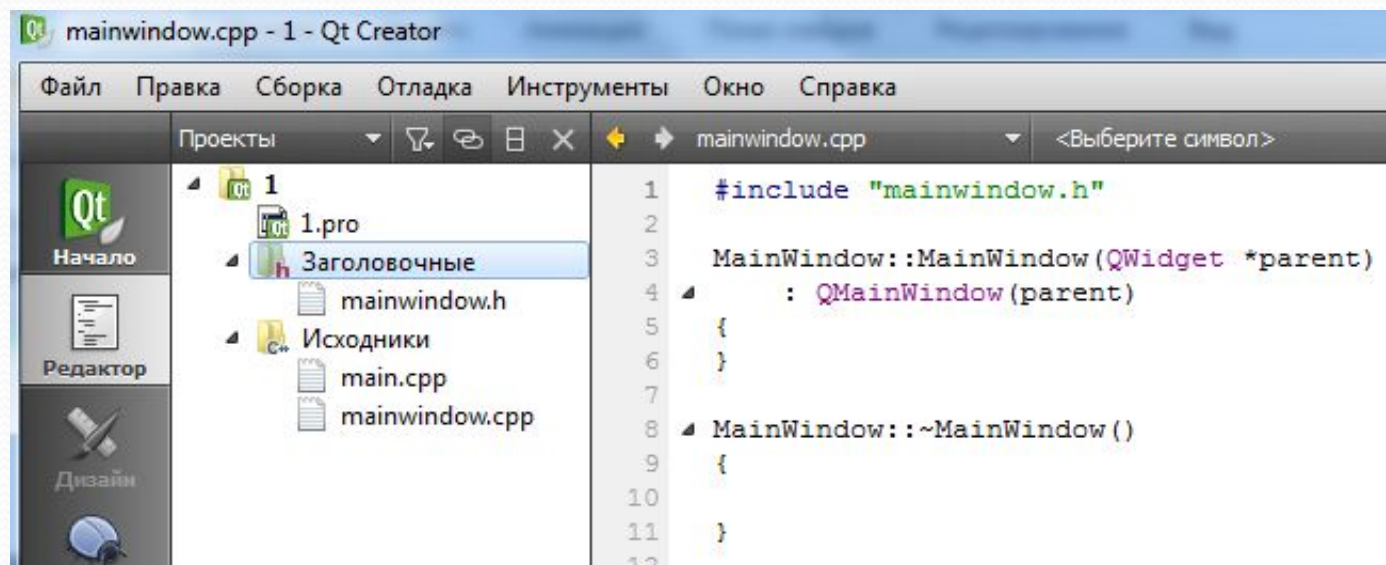 mainwindow.cpp - 1 - Qt Creator
Файл Правка Сборка Отладка Инструменты Окно Справка
Проекты mainwindow.cpp <Выберите символ>
Qt
Начало
Редактор
Дизайн
1
1.pro
Заголовочные
mainwindow.h
Исходники
main.cpp
mainwindow.cpp
1 #include "mainwindow.h"
2
3 MainWindow::MainWindow(QWidget *parent)
4 : QMainWindow(parent)
5 {
6 }
7
8 MainWindow::~MainWindow()
9 {
10
11 }